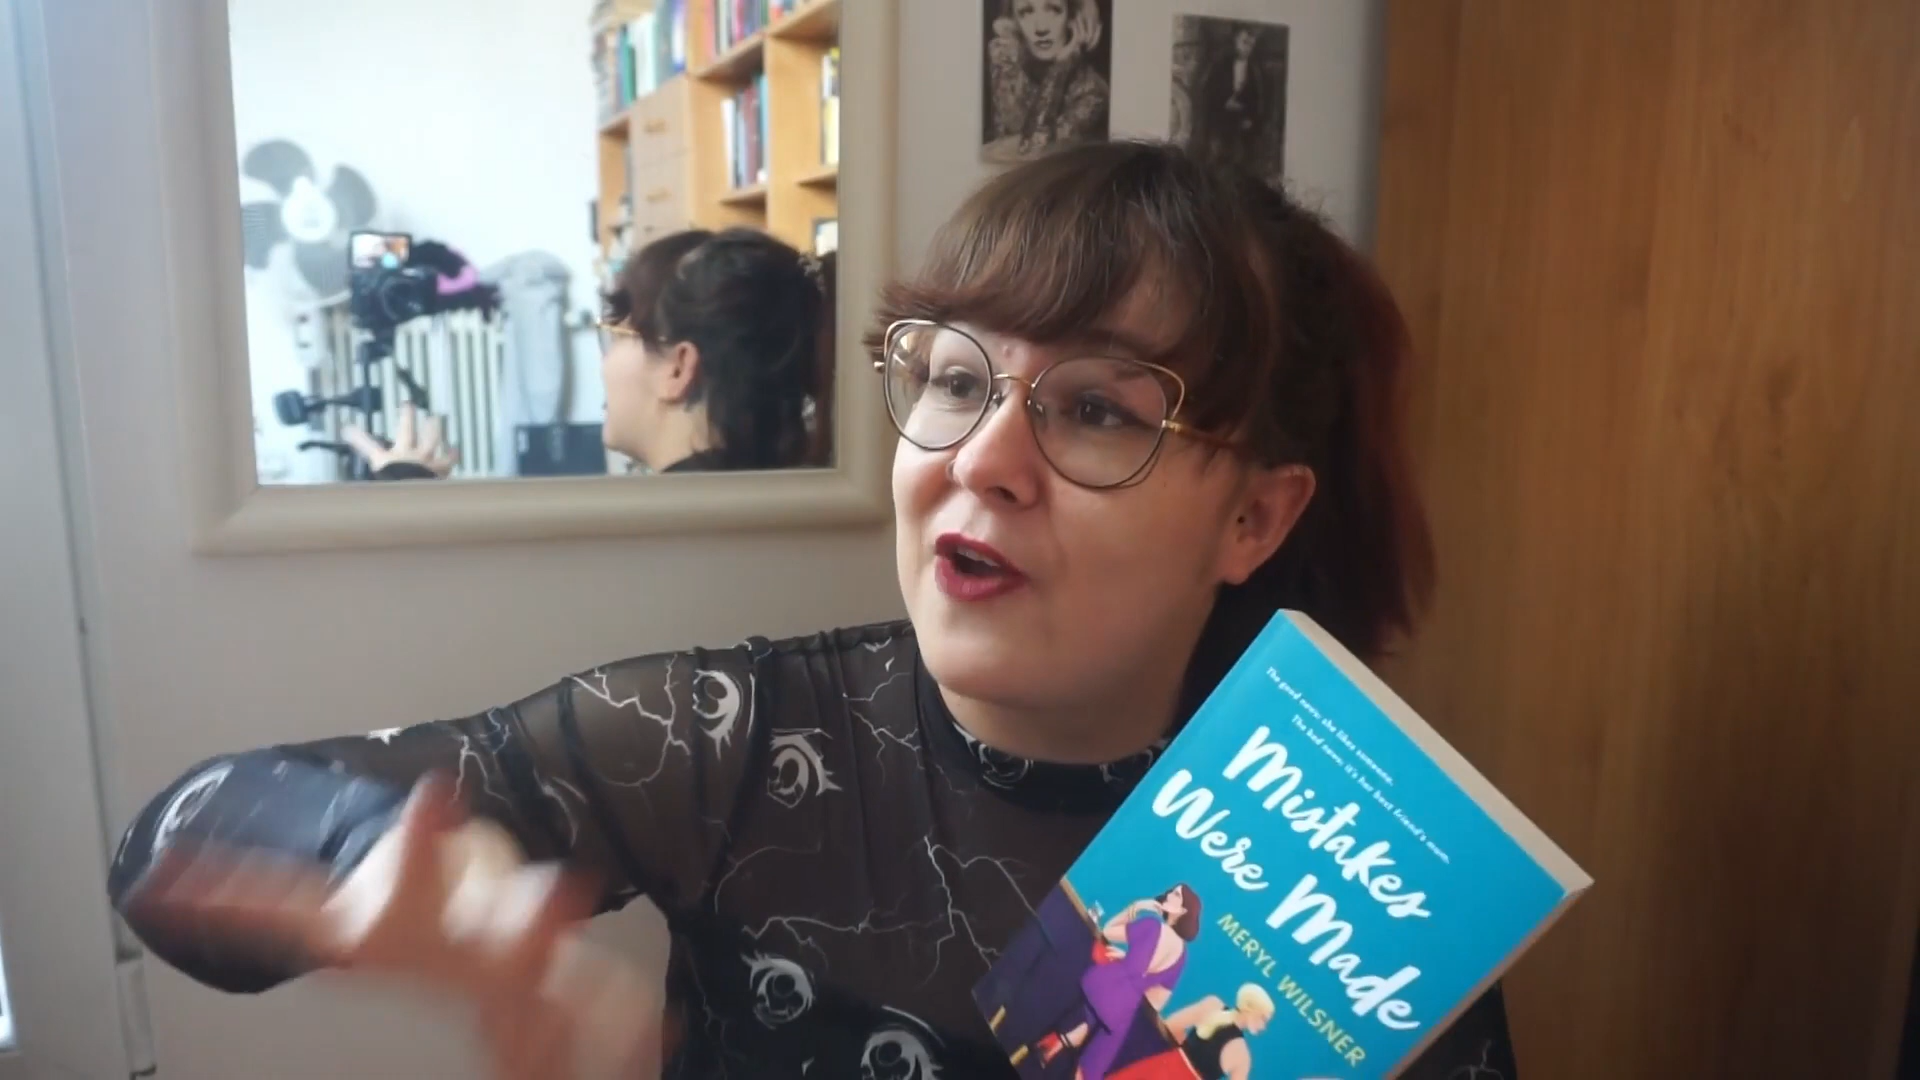 The good news: she likes someone.
The bad news: it's her best friend's mom.
Mistakes
Were Made
MERYL WILSNER